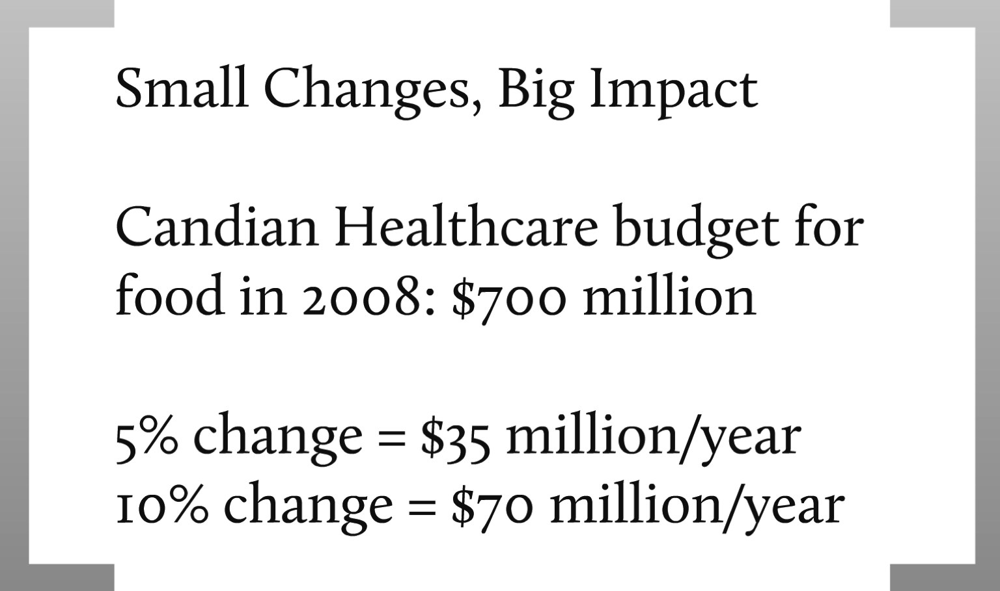 Small Changes, Big Impact
Candian Healthcare budget for
food in 2008: $700 million
5% change = $35 million/year
10% change = $70 million/year